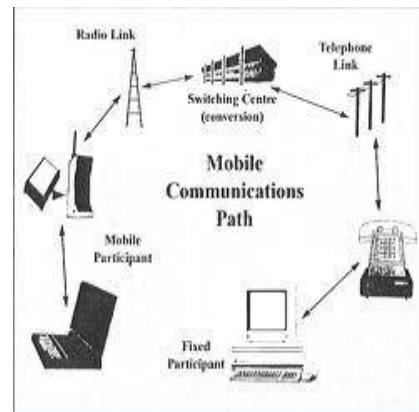 Radio Link
Telephone
Link
Switching Centre
(conversion)
Mobile
Communications
Path
Mobile
Participant
Fixed
Participant